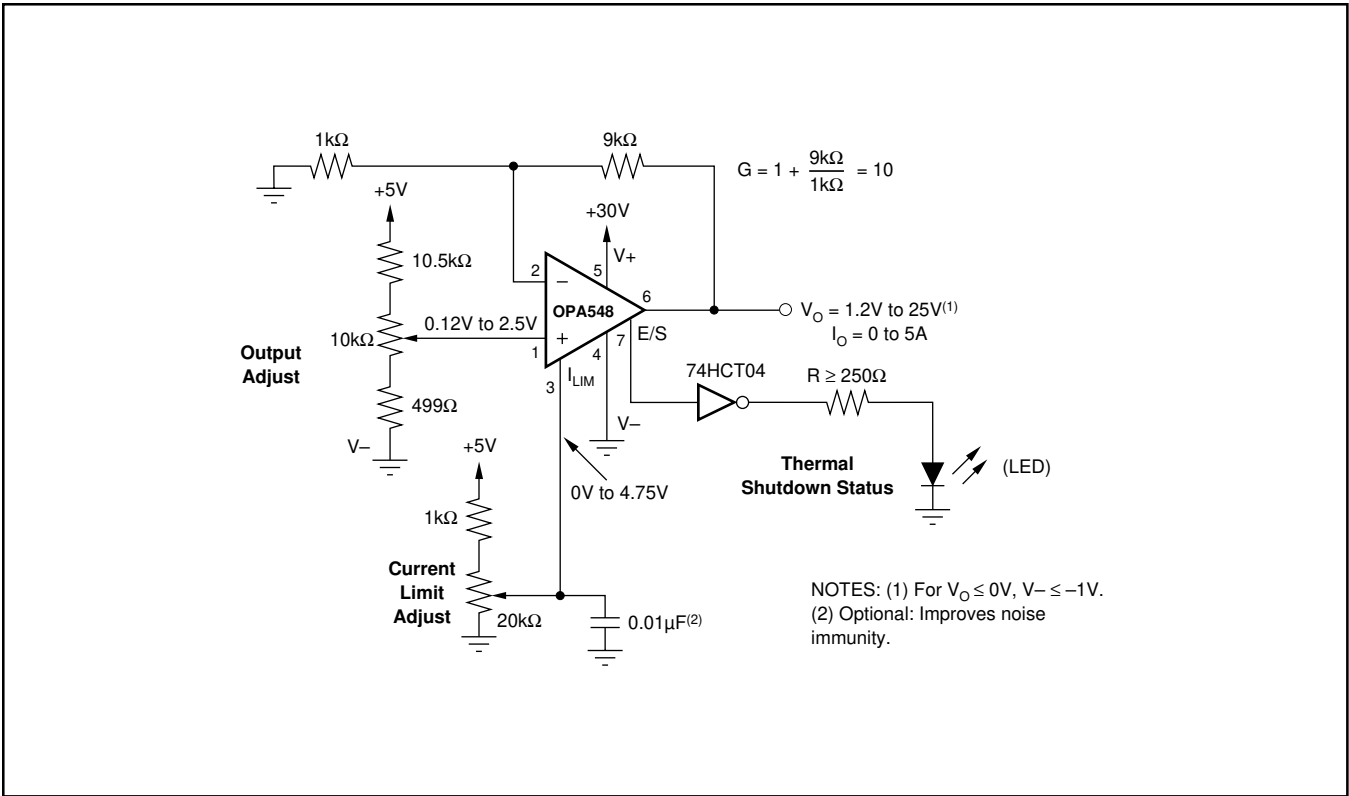 1kΩ
9kΩ
G = 1 + 9kΩ / 1kΩ = 10
+5V
+30V
V+
10.5kΩ
2
5
–
6
OPA548
V_O = 1.2V to 25V(1)
I_O = 0 to 5A
0.12V to 2.5V
+
E/S
10kΩ
1
4
7
Output
Adjust
I_LIM
3
74HCT04
R ≥ 250Ω
499Ω
V–
V–
+5V
Thermal
Shutdown Status
(LED)
0V to 4.75V
1kΩ
Current
Limit
Adjust
20kΩ
0.01µF(2)
NOTES: (1) For V_O ≤ 0V, V– ≤ –1V.
(2) Optional: Improves noise
immunity.